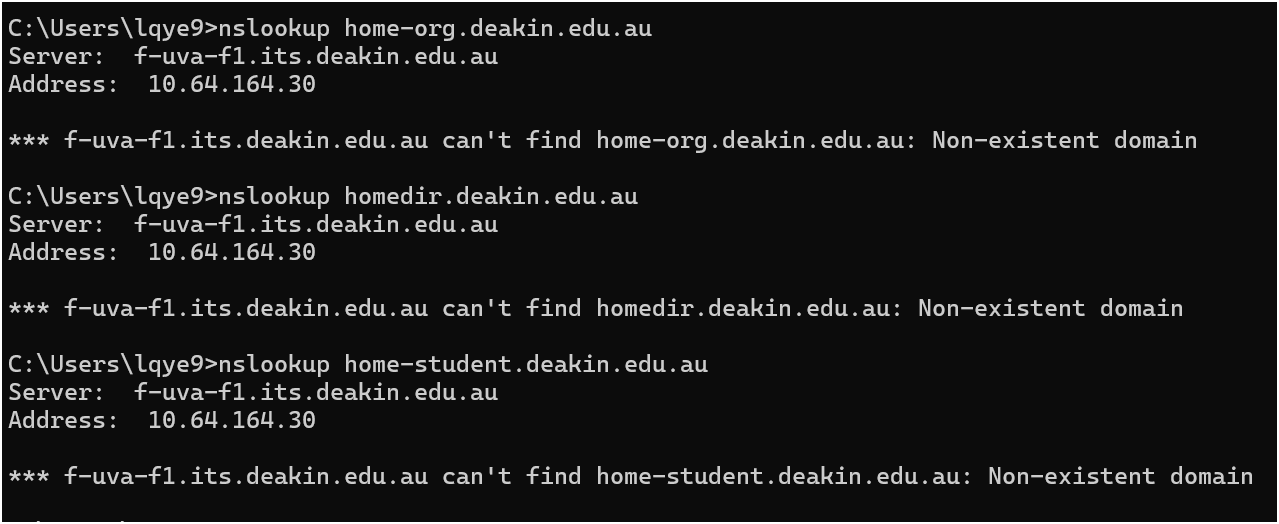 C:\Users\lqye9>nslookup home-org.deakin.edu.au
Server:  f-uva-f1.its.deakin.edu.au
Address:  10.64.164.30
*** f-uva-f1.its.deakin.edu.au can't find home-org.deakin.edu.au: Non-existent domain
C:\Users\lqye9>nslookup homedir.deakin.edu.au
Server:  f-uva-f1.its.deakin.edu.au
Address:  10.64.164.30
*** f-uva-f1.its.deakin.edu.au can't find homedir.deakin.edu.au: Non-existent domain
C:\Users\lqye9>nslookup home-student.deakin.edu.au
Server:  f-uva-f1.its.deakin.edu.au
Address:  10.64.164.30
*** f-uva-f1.its.deakin.edu.au can't find home-student.deakin.edu.au: Non-existent domain